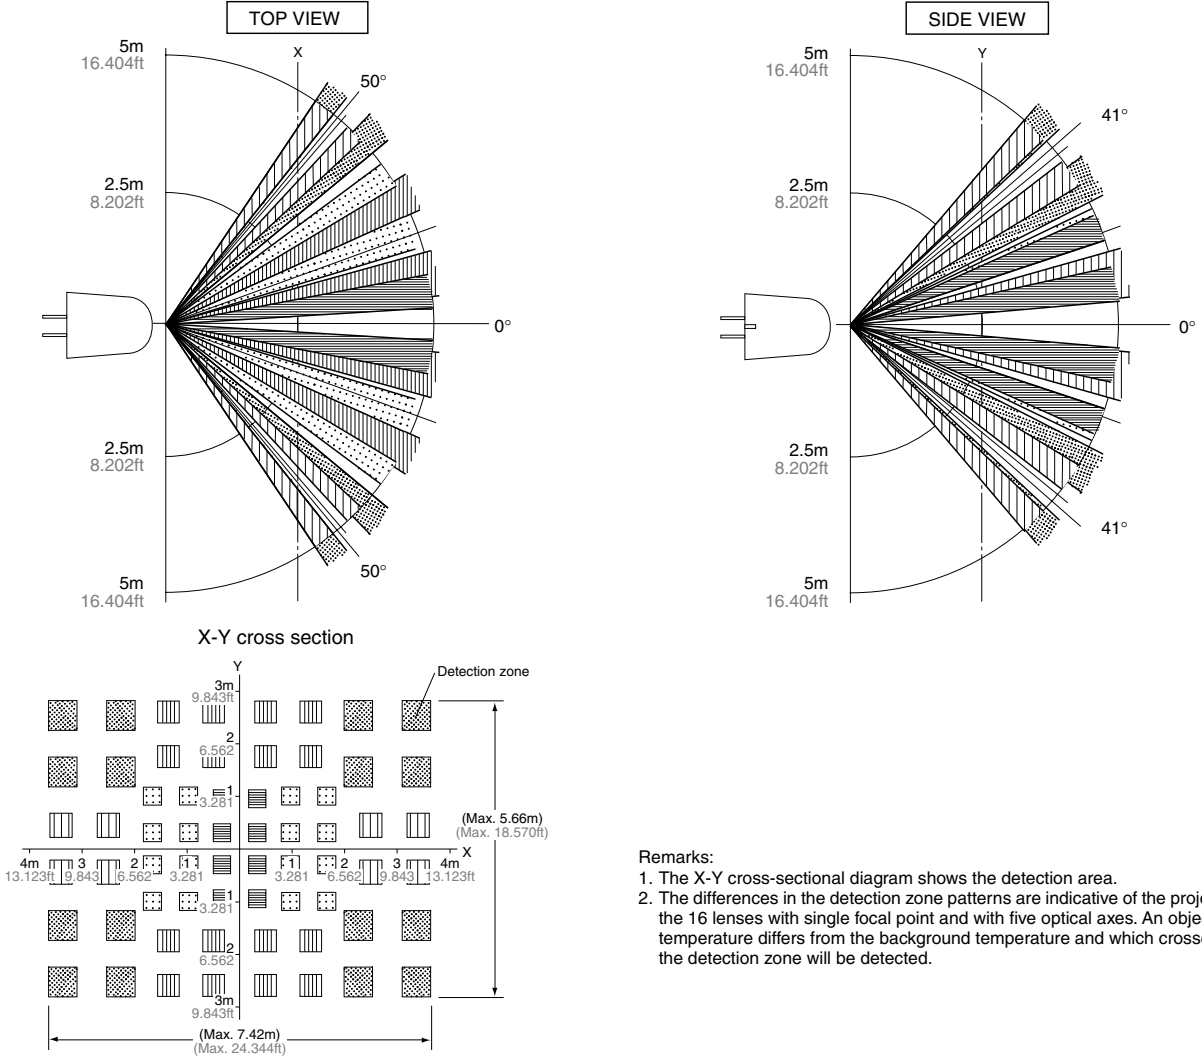 TOP VIEW
SIDE VIEW
5m
16.404ft
X
50°
2.5m
8.202ft
0°
2.5m
8.202ft
5m
16.404ft
50°
5m
16.404ft
Y
41°
2.5m
8.202ft
0°
2.5m
8.202ft
5m
16.404ft
41°
X-Y cross section
Y
Detection zone
3m
9.843ft
2
6.562
1
3.281
(Max. 5.66m)
(Max. 18.570ft)
X
4m 3 2 1 1 2 3 4m
13.123ft 9.843 6.562 3.281 3.281 6.562 9.843 13.123ft
1
3.281
2
6.562
3m
9.843ft
(Max. 7.42m)
(Max. 24.344ft)
Remarks:
1. The X-Y cross-sectional diagram shows the detection area.
2. The differences in the detection zone patterns are indicative of the proje
the 16 lenses with single focal point and with five optical axes. An obje
temperature differs from the background temperature and which crosse
the detection zone will be detected.